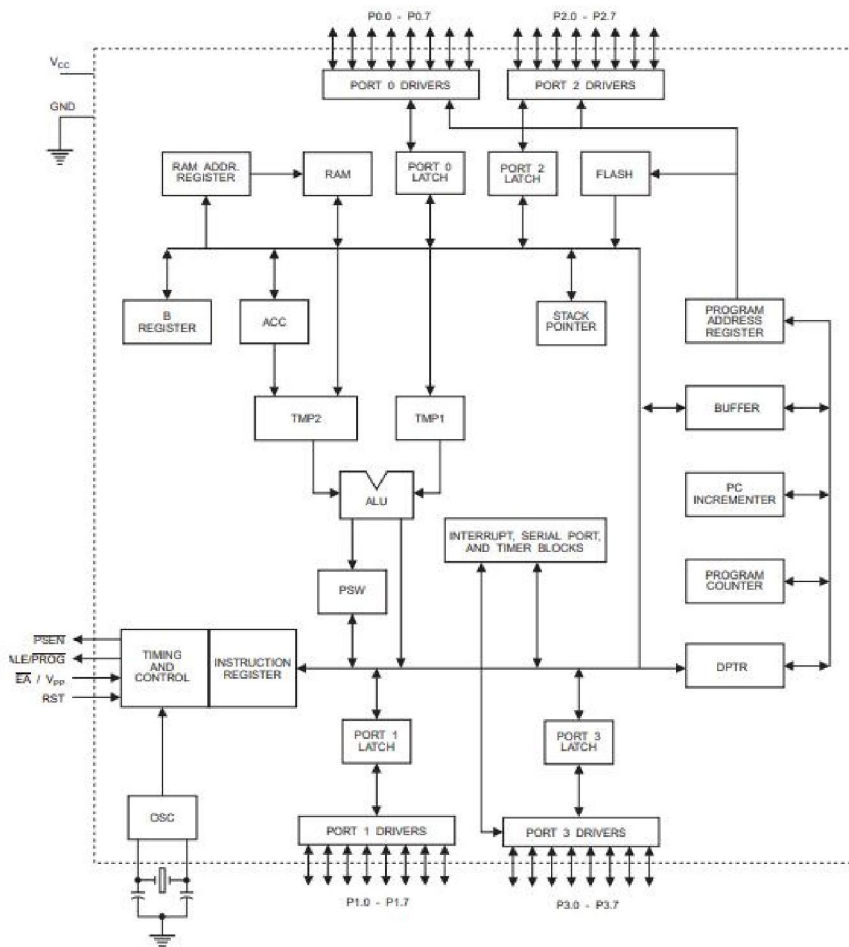 P0.0 - P0.7
P2.0 - P2.7
V_CC
PORT 0 DRIVERS
PORT 2 DRIVERS
GND
RAM ADDR.
REGISTER
RAM
PORT 0
LATCH
PORT 2
LATCH
FLASH
B
REGISTER
ACC
STACK
POINTER
PROGRAM
ADDRESS
REGISTER
TMP2
TMP1
BUFFER
ALU
PC
INCREMENTER
INTERRUPT, SERIAL PORT,
AND TIMER BLOCKS
PSW
PROGRAM
COUNTER
PSEN
ALE/PROG
EA / V_PP
RST
TIMING
AND
CONTROL
INSTRUCTION
REGISTER
DPTR
PORT 1
LATCH
PORT 3
LATCH
OSC
PORT 1 DRIVERS
PORT 3 DRIVERS
P1.0 - P1.7
P3.0 - P3.7